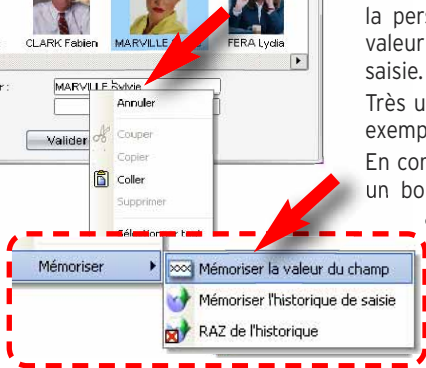 CLARK Fabien MARVILLE FERA Lydia
r : MARVILLE Sylvie
Annuler
Valider
Couper
Copier
Coller
Supprimer
Mémoriser
Mémoriser la valeur du champ
Mémoriser l'historique de saisie
RAZ de l'historique
la pers
valeur
saisie.
Très u
exemp
En con
un bo